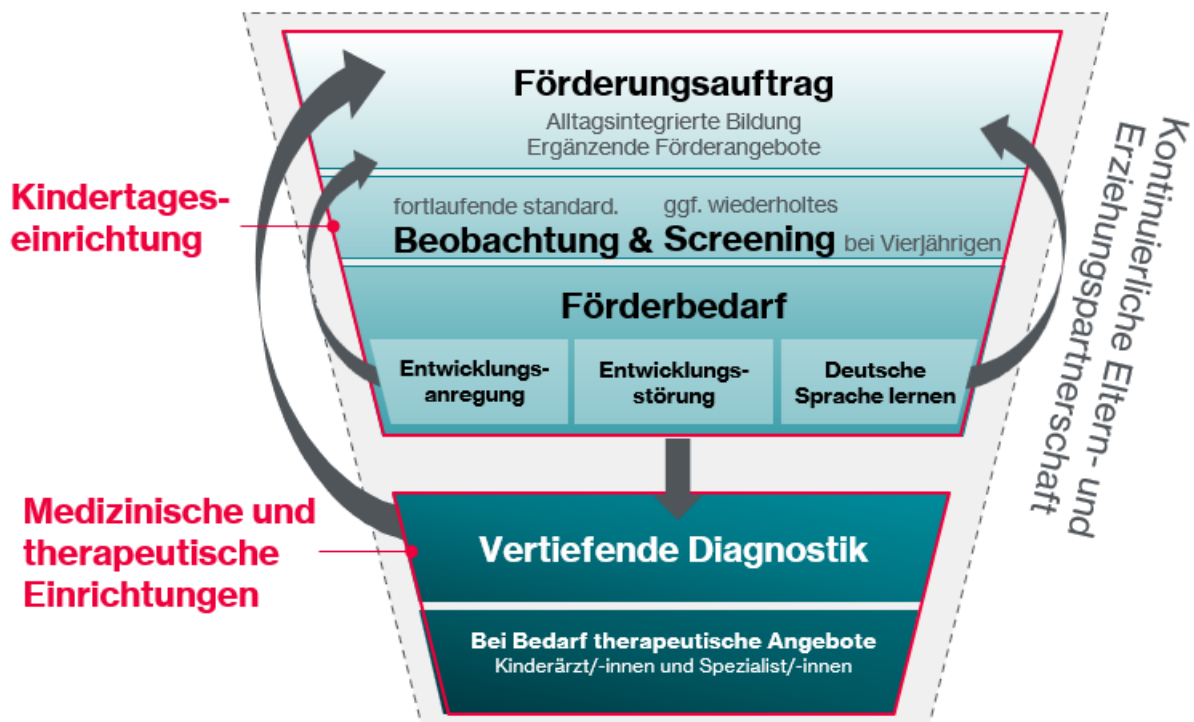 Förderungsauftrag
Alltagsintegrierte Bildung
Ergänzende Förderangebote
Kindertages-
einrichtung
fortlaufende standard. ggf. wiederholtes
Beobachtung & Screening bei Vierjährigen
Förderbedarf
Entwicklungs-
anregung
Entwicklungs-
störung
Deutsche
Sprache lernen
Kontinuierliche Eltern- und
Erziehungspartnerschaft
Medizinische und
therapeutische
Einrichtungen
Vertiefende Diagnostik
Bei Bedarf therapeutische Angebote
Kinderärzt/-innen und Spezialist/-innen